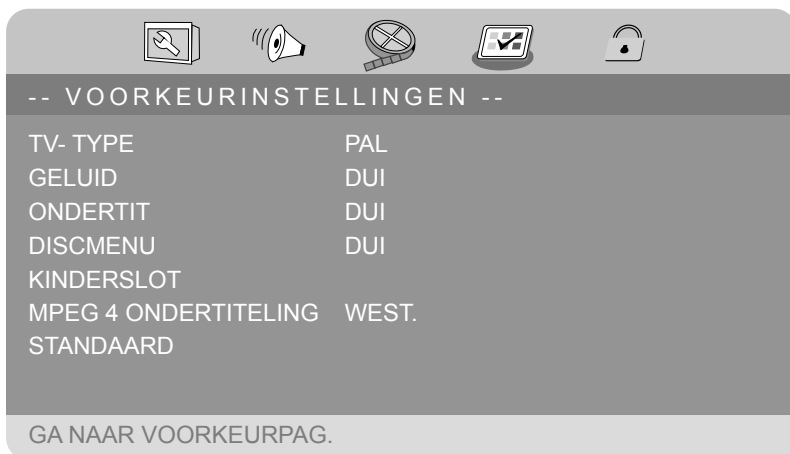 -- VOORKEURINSTELLINGEN --
TV- TYPE PAL
GELUID DUI
ONDERTIT DUI
DISCMENU DUI
KINDERSLOT
MPEG 4 ONDERTITELING WEST.
STANDAARD
GA NAAR VOORKEURPAG.